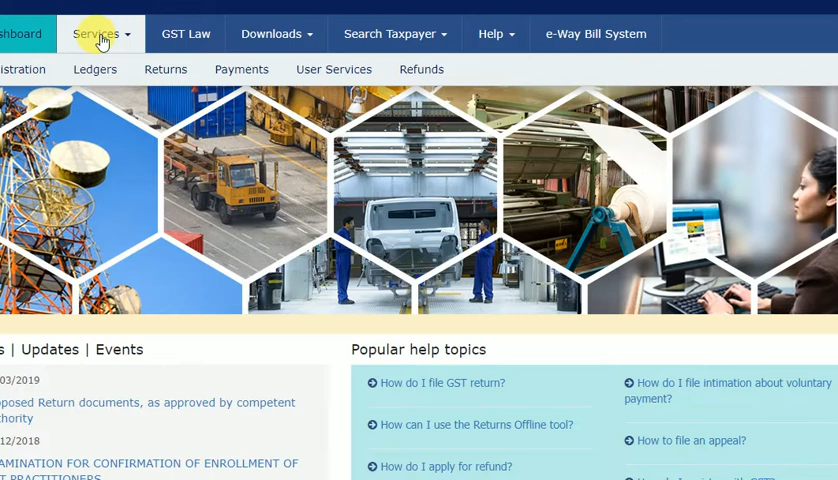 shboard Services GST Law Downloads Search Taxpayer Help e-Way Bill System
istration Ledgers Returns Payments User Services Refunds
s | Updates | Events
03/2019
posed Return documents, as approved by competent
hority
12/2018
AMINATION FOR CONFIRMATION OF ENROLLMENT OF
T PRACTITIONERS
Popular help topics
How do I file GST return?
How can I use the Returns Offline tool?
How do I apply for refund?
How do I file intimation about voluntary
payment?
How to file an appeal?